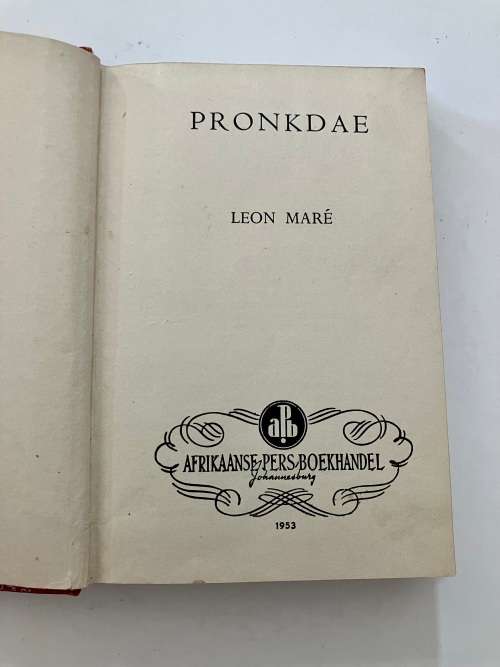 PRONKDAE
LEON MARÉ
apb
AFRIKAANSE-PERS-BOEKHANDEL
Johannesburg
1953